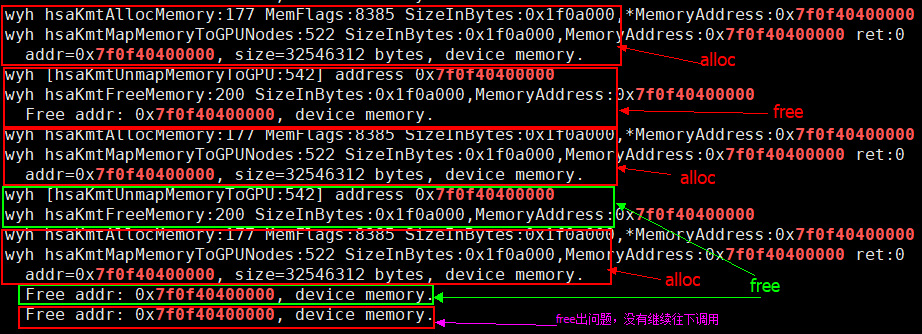 wyh hsaKmtAllocMemory:177 MemFlags:8385 SizeInBytes:0x1f0a000,*MemoryAddress:0x7f0f40400000
wyh hsaKmtMapMemoryToGPUNodes:522 SizeInBytes:0x1f0a000,MemoryAddress:0x7f0f40400000 ret:0
addr=0x7f0f40400000, size=32546312 bytes, device memory.
alloc
wyh [hsaKmtUnmapMemoryToGPU:542] address 0x7f0f40400000
wyh hsaKmtFreeMemory:200 SizeInBytes:0x1f0a000,MemoryAddress:0x7f0f40400000
Free addr: 0x7f0f40400000, device memory.
free
wyh hsaKmtAllocMemory:177 MemFlags:8385 SizeInBytes:0x1f0a000,*MemoryAddress:0x7f0f40400000
wyh hsaKmtMapMemoryToGPUNodes:522 SizeInBytes:0x1f0a000,MemoryAddress:0x7f0f40400000 ret:0
addr=0x7f0f40400000, size=32546312 bytes, device memory.
alloc
wyh [hsaKmtUnmapMemoryToGPU:542] address 0x7f0f40400000
wyh hsaKmtFreeMemory:200 SizeInBytes:0x1f0a000,MemoryAddress:0x7f0f40400000
wyh hsaKmtAllocMemory:177 MemFlags:8385 SizeInBytes:0x1f0a000,*MemoryAddress:0x7f0f40400000
wyh hsaKmtMapMemoryToGPUNodes:522 SizeInBytes:0x1f0a000,MemoryAddress:0x7f0f40400000 ret:0
addr=0x7f0f40400000, size=32546312 bytes, device memory.
alloc
free
Free addr: 0x7f0f40400000, device memory.
Free addr: 0x7f0f40400000, device memory.
free出问题，没有继续往下调用